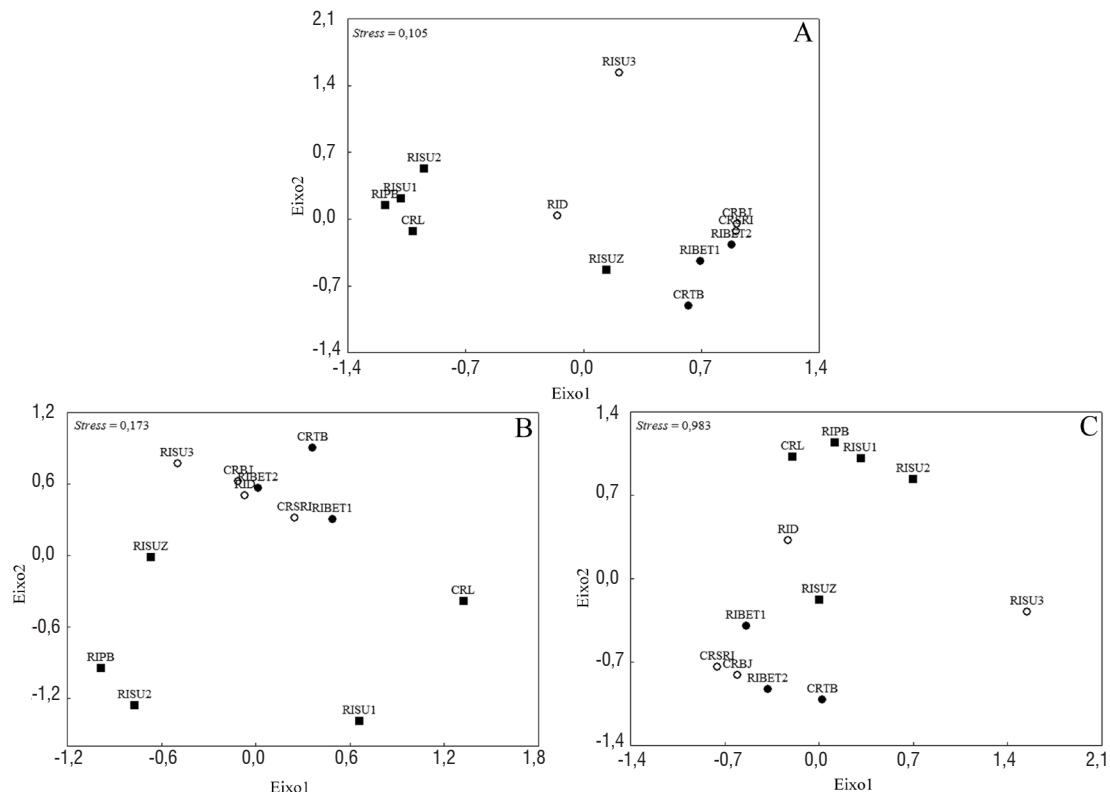 A
Stress = 0,105
2,1
1,4
0,7
0,0
-0,7
-1,4
Eixo2
RISU3
RISU2
RISU1
RIPB
CRL
RID
CRBJ
CRSRI
RIBET2
RIBET1
RISUZ
CRTB
-1,4
-0,7
0,0
0,7
1,4
Eixo1
B
Stress = 0,173
1,2
0,6
0,0
-0,6
-1,2
Eixo2
CRTB
RISU3
CRBJ
RIBET2
RID
CRSRI
RIBET1
RISUZ
CRL
RIPB
RISU2
RISU1
-1,2
-0,6
0,0
0,6
1,2
1,8
Eixo1
C
Stress = 0,983
1,4
0,7
0,0
-0,7
-1,4
Eixo2
RIPB
CRL
RISU1
RISU2
RID
RISUZ
RISU3
RIBET1
CRSRI
CRBJ
RIBET2
CRTB
-1,4
-0,7
0,0
0,7
1,4
2,1
Eixo1